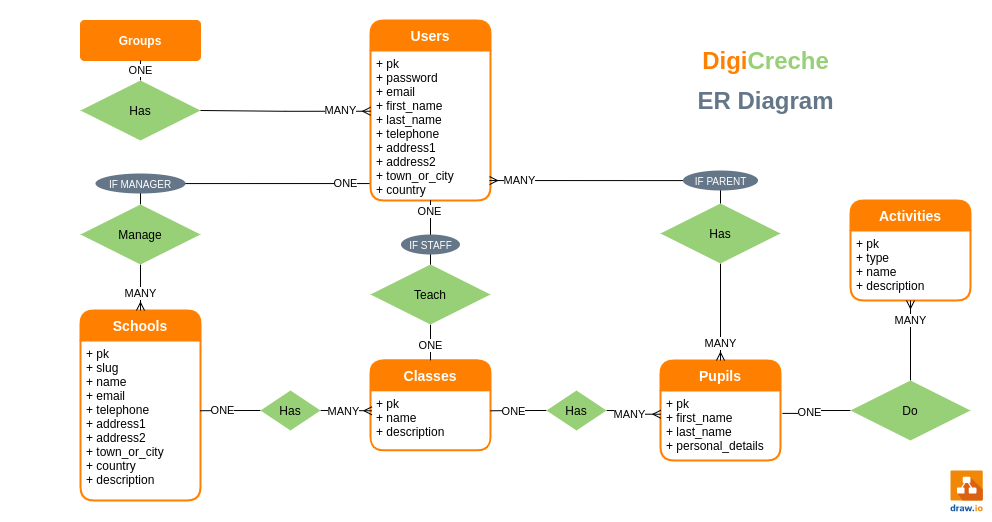 Groups
ONE
Has
MANY
Users
+ pk
+ password
+ email
+ first_name
+ last_name
+ telephone
+ address1
+ address2
+ town_or_city
+ country
DigiCreche
ER Diagram
IF MANAGER
ONE
Manage
MANY
ONE
IF STAFF
Teach
ONE
MANY
IF PARENT
Has
MANY
Activities
+ pk
+ type
+ name
+ description
MANY
Schools
+ pk
+ slug
+ name
+ email
+ telephone
+ address1
+ address2
+ town_or_city
+ country
+ description
ONE
Has
MANY
Classes
+ pk
+ name
+ description
ONE
Has
MANY
Pupils
+ pk
+ first_name
+ last_name
+ personal_details
ONE
Do
draw.io